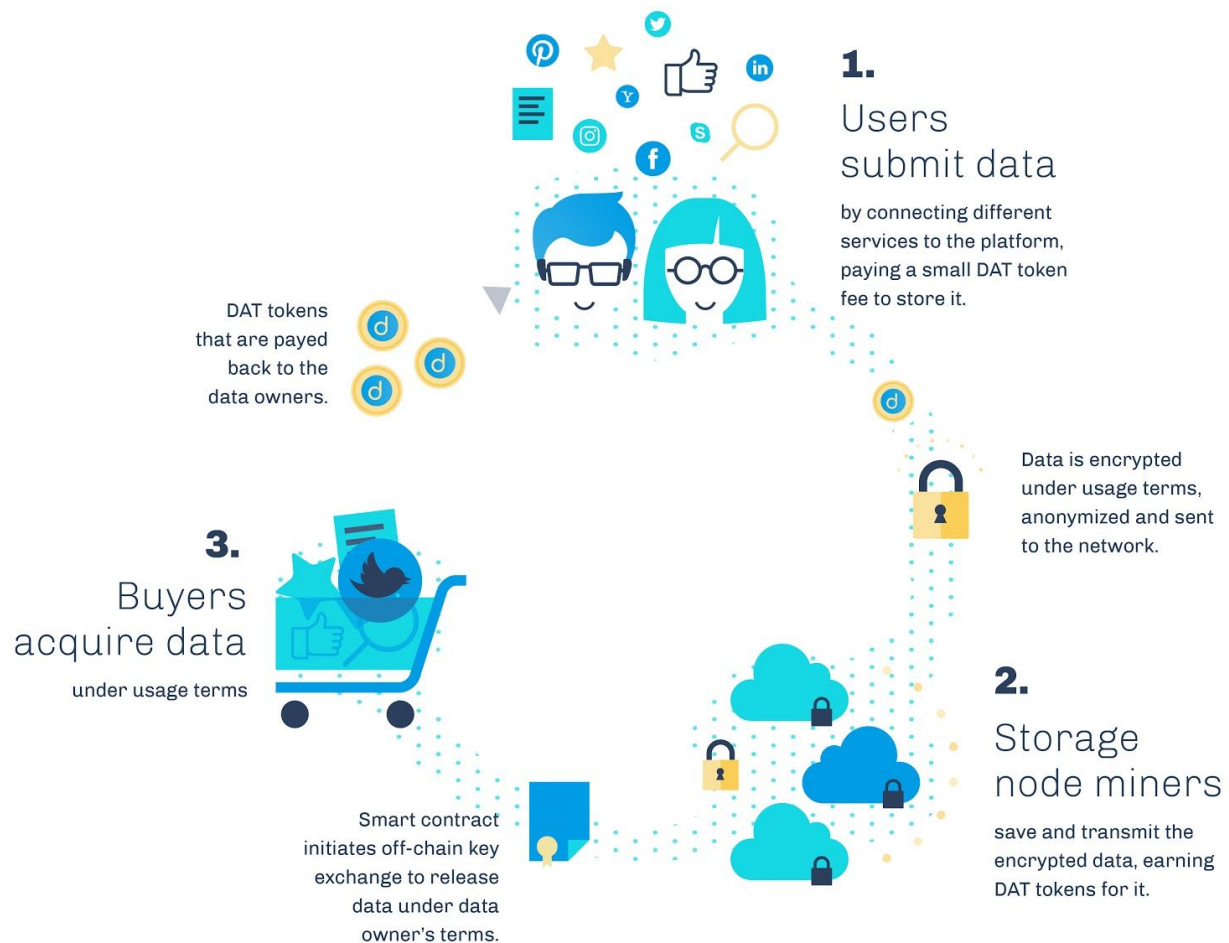 1.
Users
submit data
by connecting different
services to the platform,
paying a small DAT token
fee to store it.
Data is encrypted
under usage terms,
anonymized and sent
to the network.
2.
Storage
node miners
save and transmit the
encrypted data, earning
DAT tokens for it.
Smart contract
initiates off-chain key
exchange to release
data under data
owner's terms.
3.
Buyers
acquire data
under usage terms
DAT tokens
that are payed
back to the
data owners.